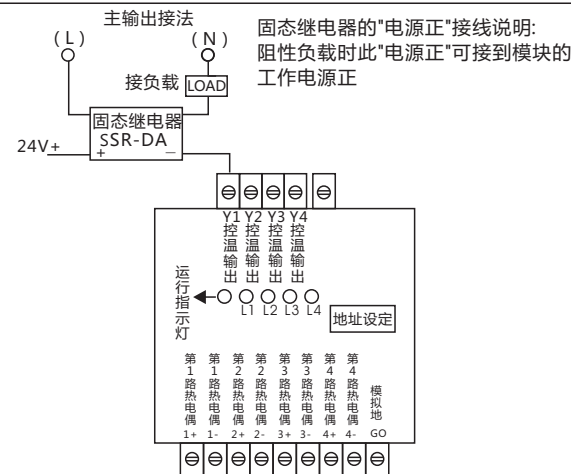 主输出接法
固态继电器的"电源正"接线说明:
阻性负载时此"电源正"可接到模块的
工作电源正
(L)
(N)
接负载
LOAD
固态继电器
SSR-DA
24V+
+
－
Y1 Y2 Y3 Y4
控温输出
控温输出
控温输出
控温输出
运行指示灯
L1 L2 L3 L4
地址设定
第1路热电偶
第1路热电偶
第2路热电偶
第2路热电偶
第3路热电偶
第3路热电偶
第4路热电偶
第4路热电偶
模拟地
1+ 1- 2+ 2- 3+ 3- 4+ 4- GO